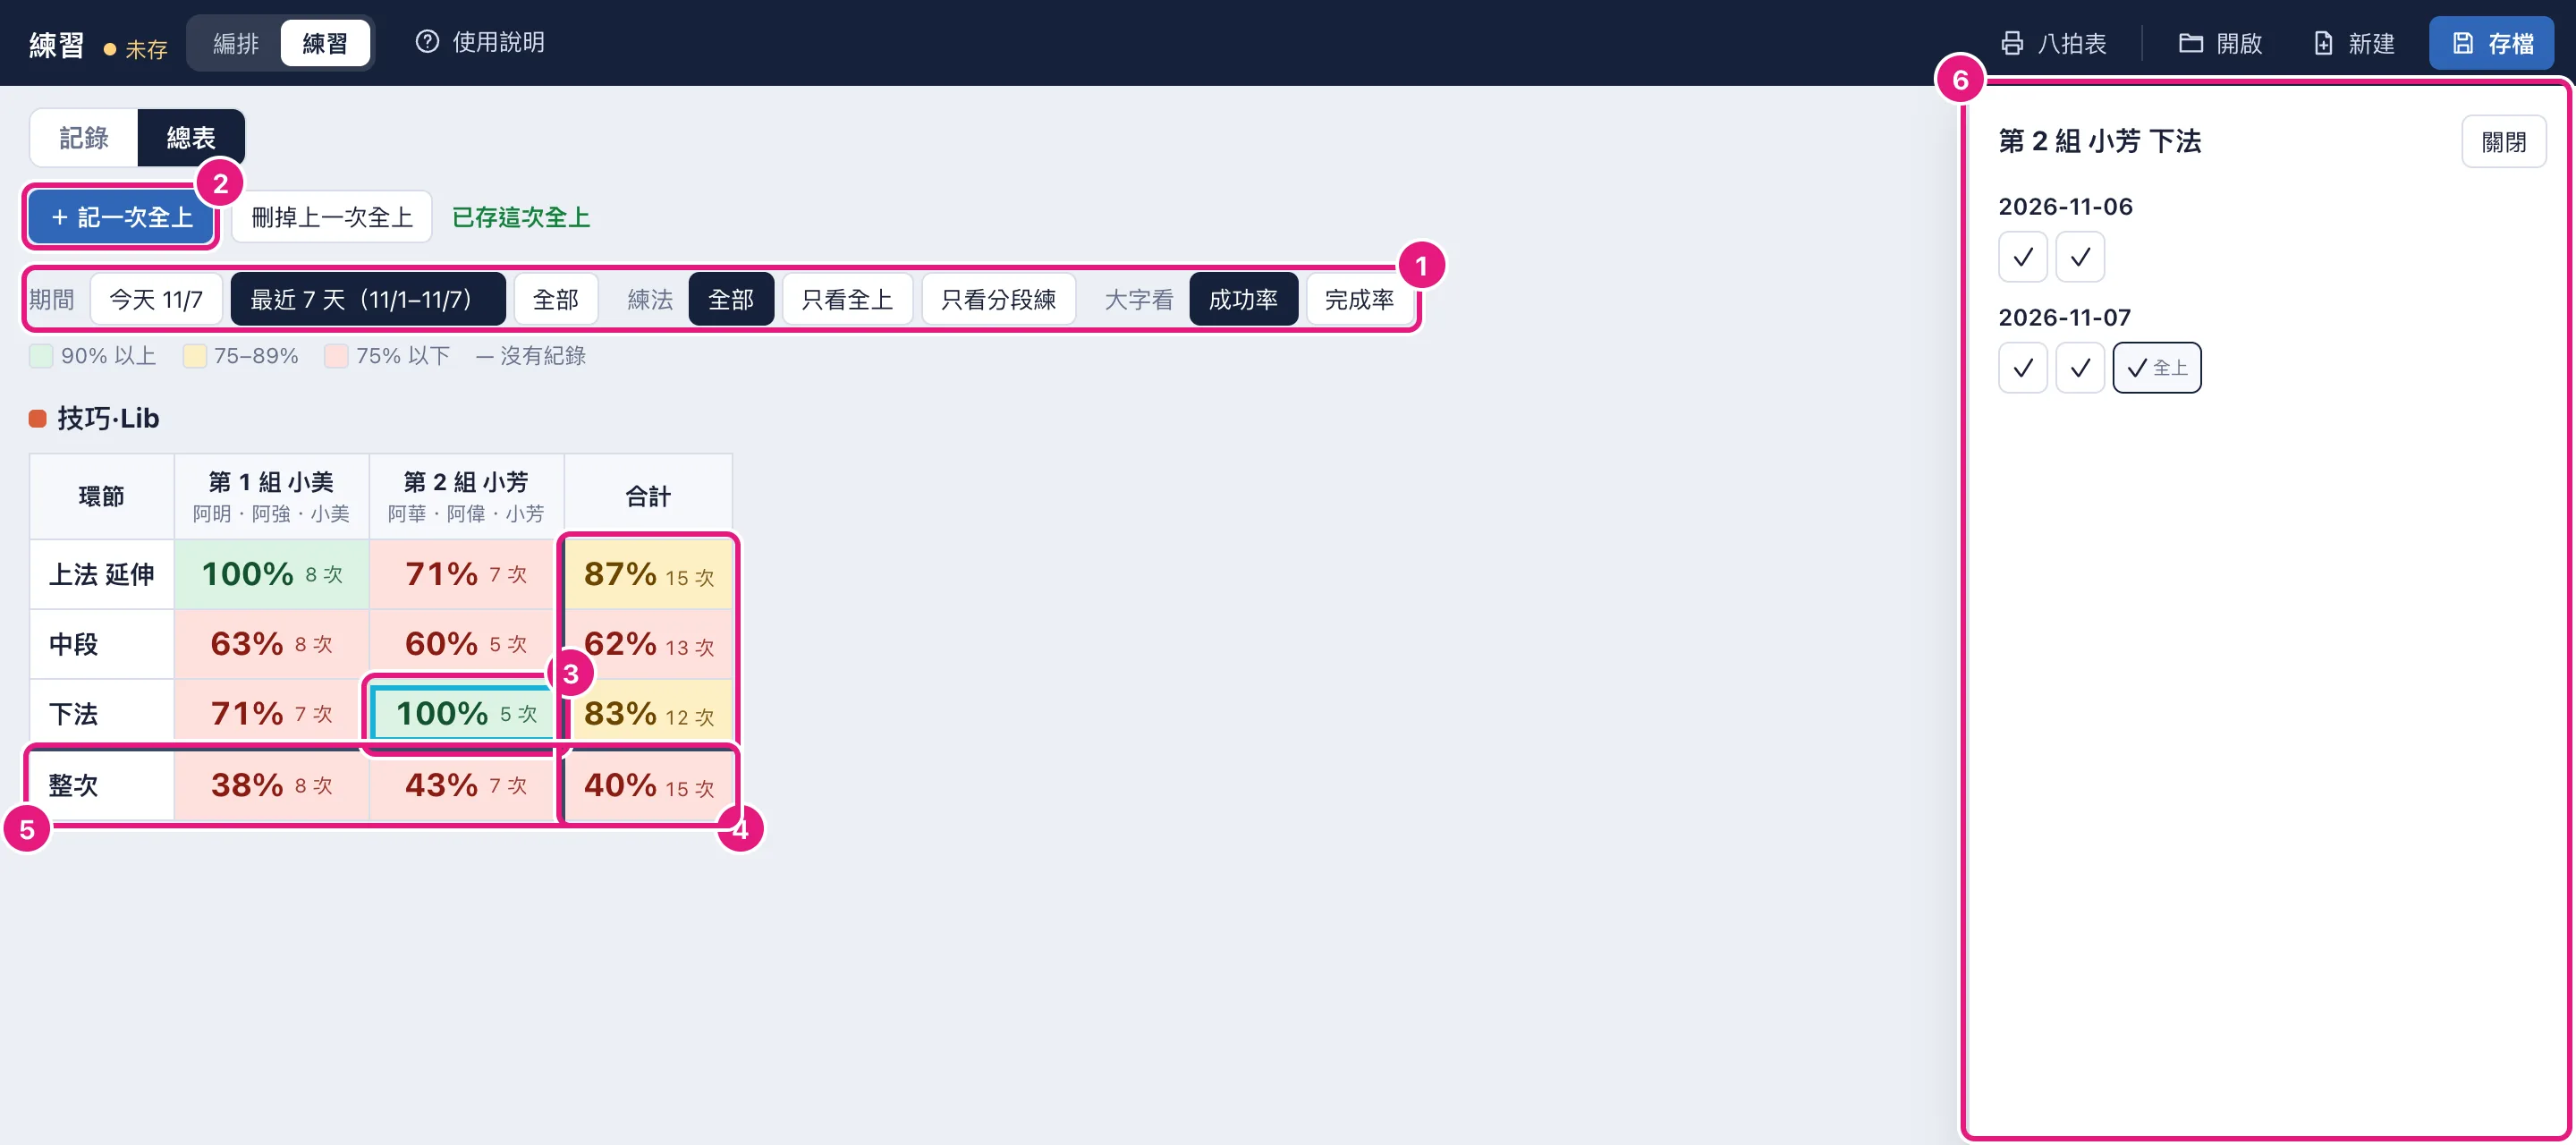 練習 未存 編排 練習 使用說明 八拍表 開啟 新建 存檔
6
記錄 總表
第 2 組 小芳 下法 關閉
2
+ 記一次全上 刪掉上一次全上 已存這次全上
2026-11-06
1
期間 今天 11/7 最近 7 天（11/1–11/7） 全部 練法 全部 只看全上 只看分段練 大字看 成功率 完成率
2026-11-07
全上
90% 以上 75–89% 75% 以下 — 沒有紀錄
技巧·Lib
環節 第 1 組 小美 第 2 組 小芳 合計
阿明 · 阿強 · 小美 阿華 · 阿偉 · 小芳
上法 延伸 100% 8 次 71% 7 次 87% 15 次
中段 63% 8 次 60% 5 次 62% 13 次
3
下法 71% 7 次 100% 5 次 83% 12 次
整次 38% 8 次 43% 7 次 40% 15 次
5 4